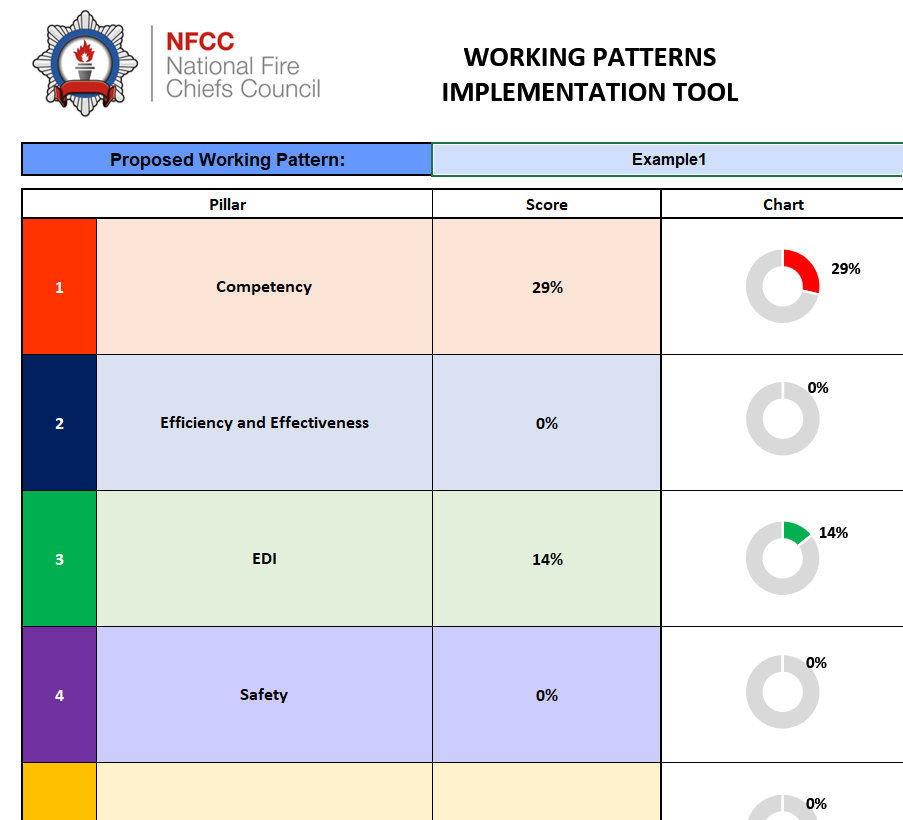 NFCC
National Fire
Chiefs Council
WORKING PATTERNS
IMPLEMENTATION TOOL
Proposed Working Pattern: Example1
Pillar Score Chart
1 Competency 29% 29%
2 Efficiency and Effectiveness 0% 0%
3 EDI 14% 14%
4 Safety 0% 0%
0%